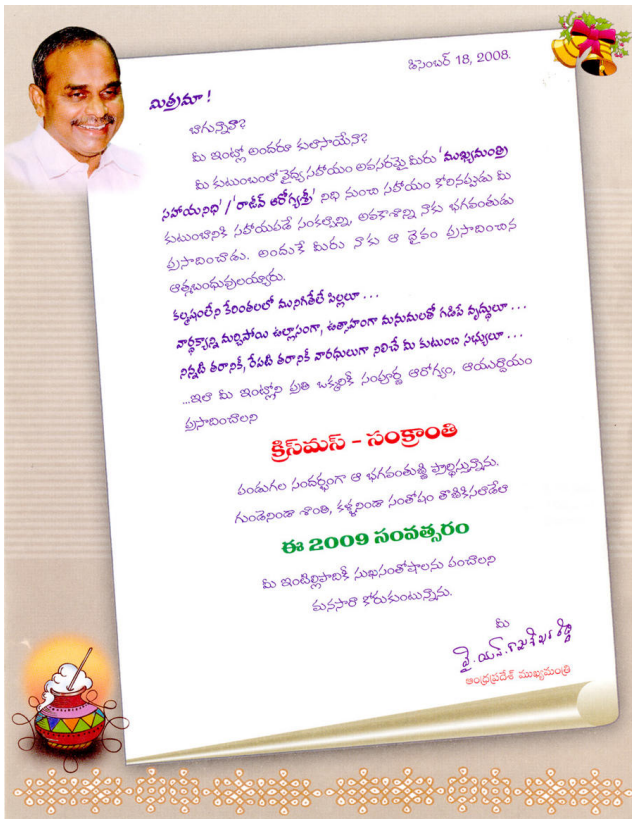 డిసెంబర్ 18, 2008.
మిత్రమా !
బాగున్నావా?
మీ ఇంట్లో అందరూ కులాసాయేనా?
మీ కుటుంబంలో వైద్య సహాయం అవసరమై మీరు 'ముఖ్యమంత్రి
సహాయనిధి' / 'రాజీవ్ ఆరోగ్యశ్రీ' నిధి నుంచి సహాయం కోరినప్పుడు మీ
కుటుంబానికి సహాయపడే సంకల్పాన్ని, అవకాశాన్ని నాకు భగవంతుడు
ప్రసాదించాడు. అందుకే మీరు నాకు ఆ దైవం ప్రసాదించిన
ఆత్మబంధువులయ్యారు.
కల్మషంలేని కేరింతలలో మునిగితేలే పిల్లలూ . . .
వార్ధక్యాన్ని మర్చిపోయి ఉల్లాసంగా, ఉత్సాహంగా మనుమలతో గడిపే వృద్ధులూ . . .
నిన్నటి తరానికీ, రేపటి తరానికీ వారధులుగా నిలిచే మీ కుటుంబ సభ్యులూ . . .
...ఇలా మీ ఇంట్లోని ప్రతి ఒక్కరికీ సంపూర్ణ ఆరోగ్యం, ఆయుర్దాయం
ప్రసాదించాలని
క్రిస్‌మస్ - సంక్రాంతి
పండుగల సందర్భంగా ఆ భగవంతుణ్ణి ప్రార్థిస్తున్నాను.
గుండెనిండా శాంతి, కళ్ళనిండా సంతోషం తొణికిసలాడేలా
ఈ 2009 సంవత్సరం
మీ ఇంటిల్లిపాదికీ సుఖసంతోషాలను పంచాలని
మనసారా కోరుకుంటున్నాను.
మీ
వై.యస్.రాజశేఖర రెడ్డి
ఆంధ్రప్రదేశ్ ముఖ్యమంత్రి